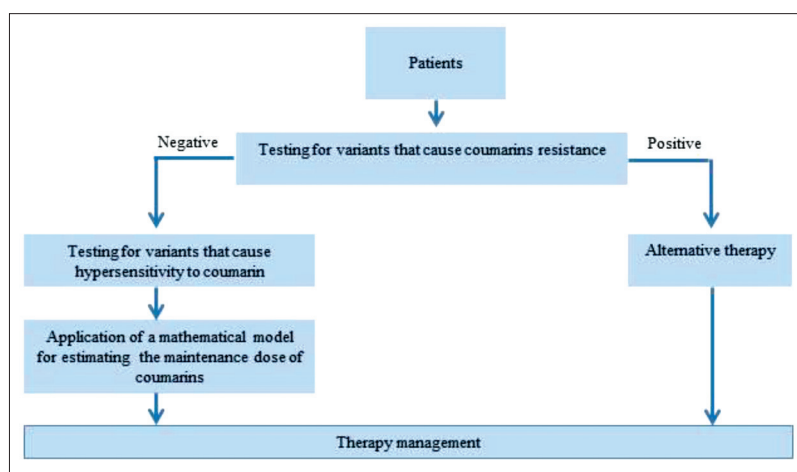 Patients
Negative
Testing for variants that cause coumarins resistance
Positive
Testing for variants that cause
hypersensitivity to coumarin
Alternative therapy
Application of a mathematical model
for estimating the maintenance dose of
coumarins
Therapy management